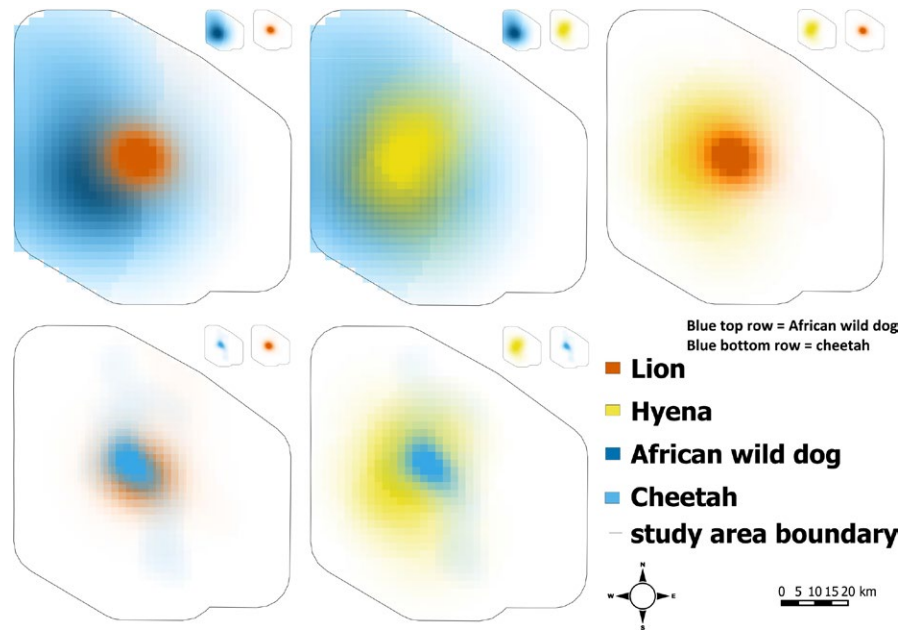 Blue top row = African wild dog
Blue bottom row = cheetah
Lion
Hyena
African wild dog
Cheetah
study area boundary
N
W E
S
0 5 10 15 20 km